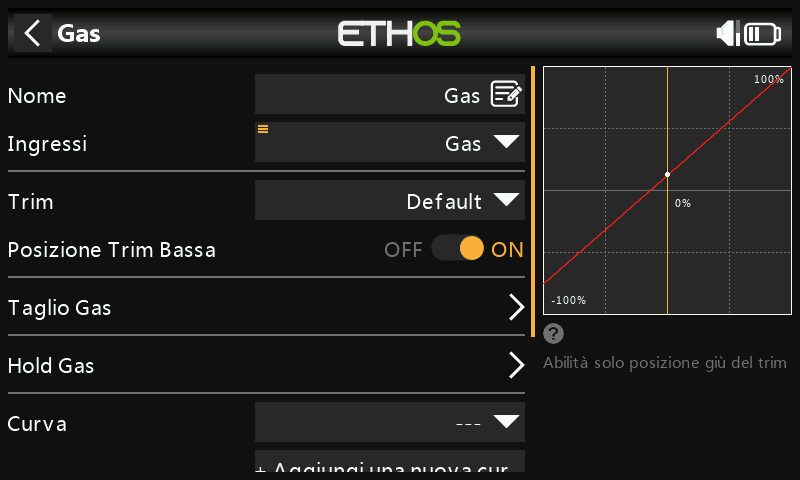 Gas
ETHOS
Nome
Gas
Ingressi
Gas
Trim
Default
Posizione Trim Bassa
OFF
ON
Taglio Gas
Hold Gas
Curva
---
+ Aggiungi una nuova cur
100%
0%
-100%
?
Abilità solo posizione giù del trim